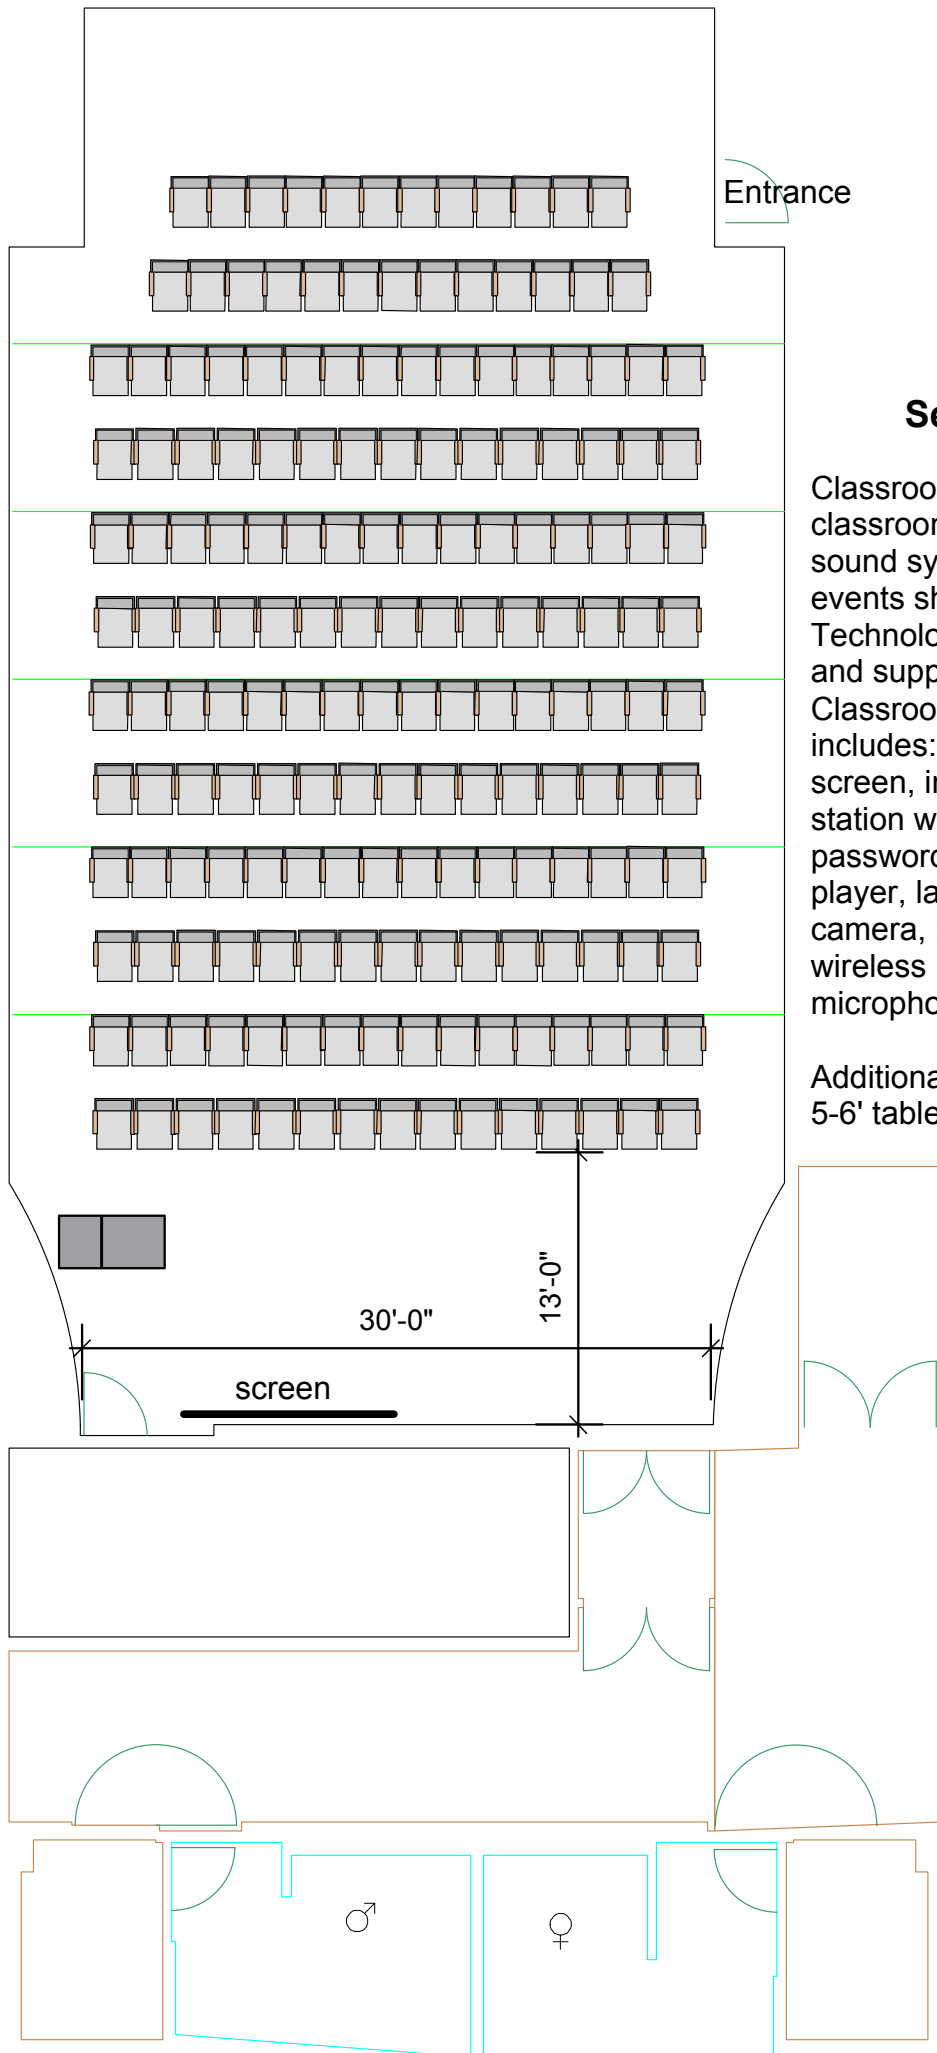 Entrance
Se
Classroo
classroor
sound sy
events sh
Technolo
and supp
Classroo
includes:
screen, ir
station w
password
player, la
camera,
wireless
micropho
Additiona
5-6' table
13'-0"
30'-0"
screen